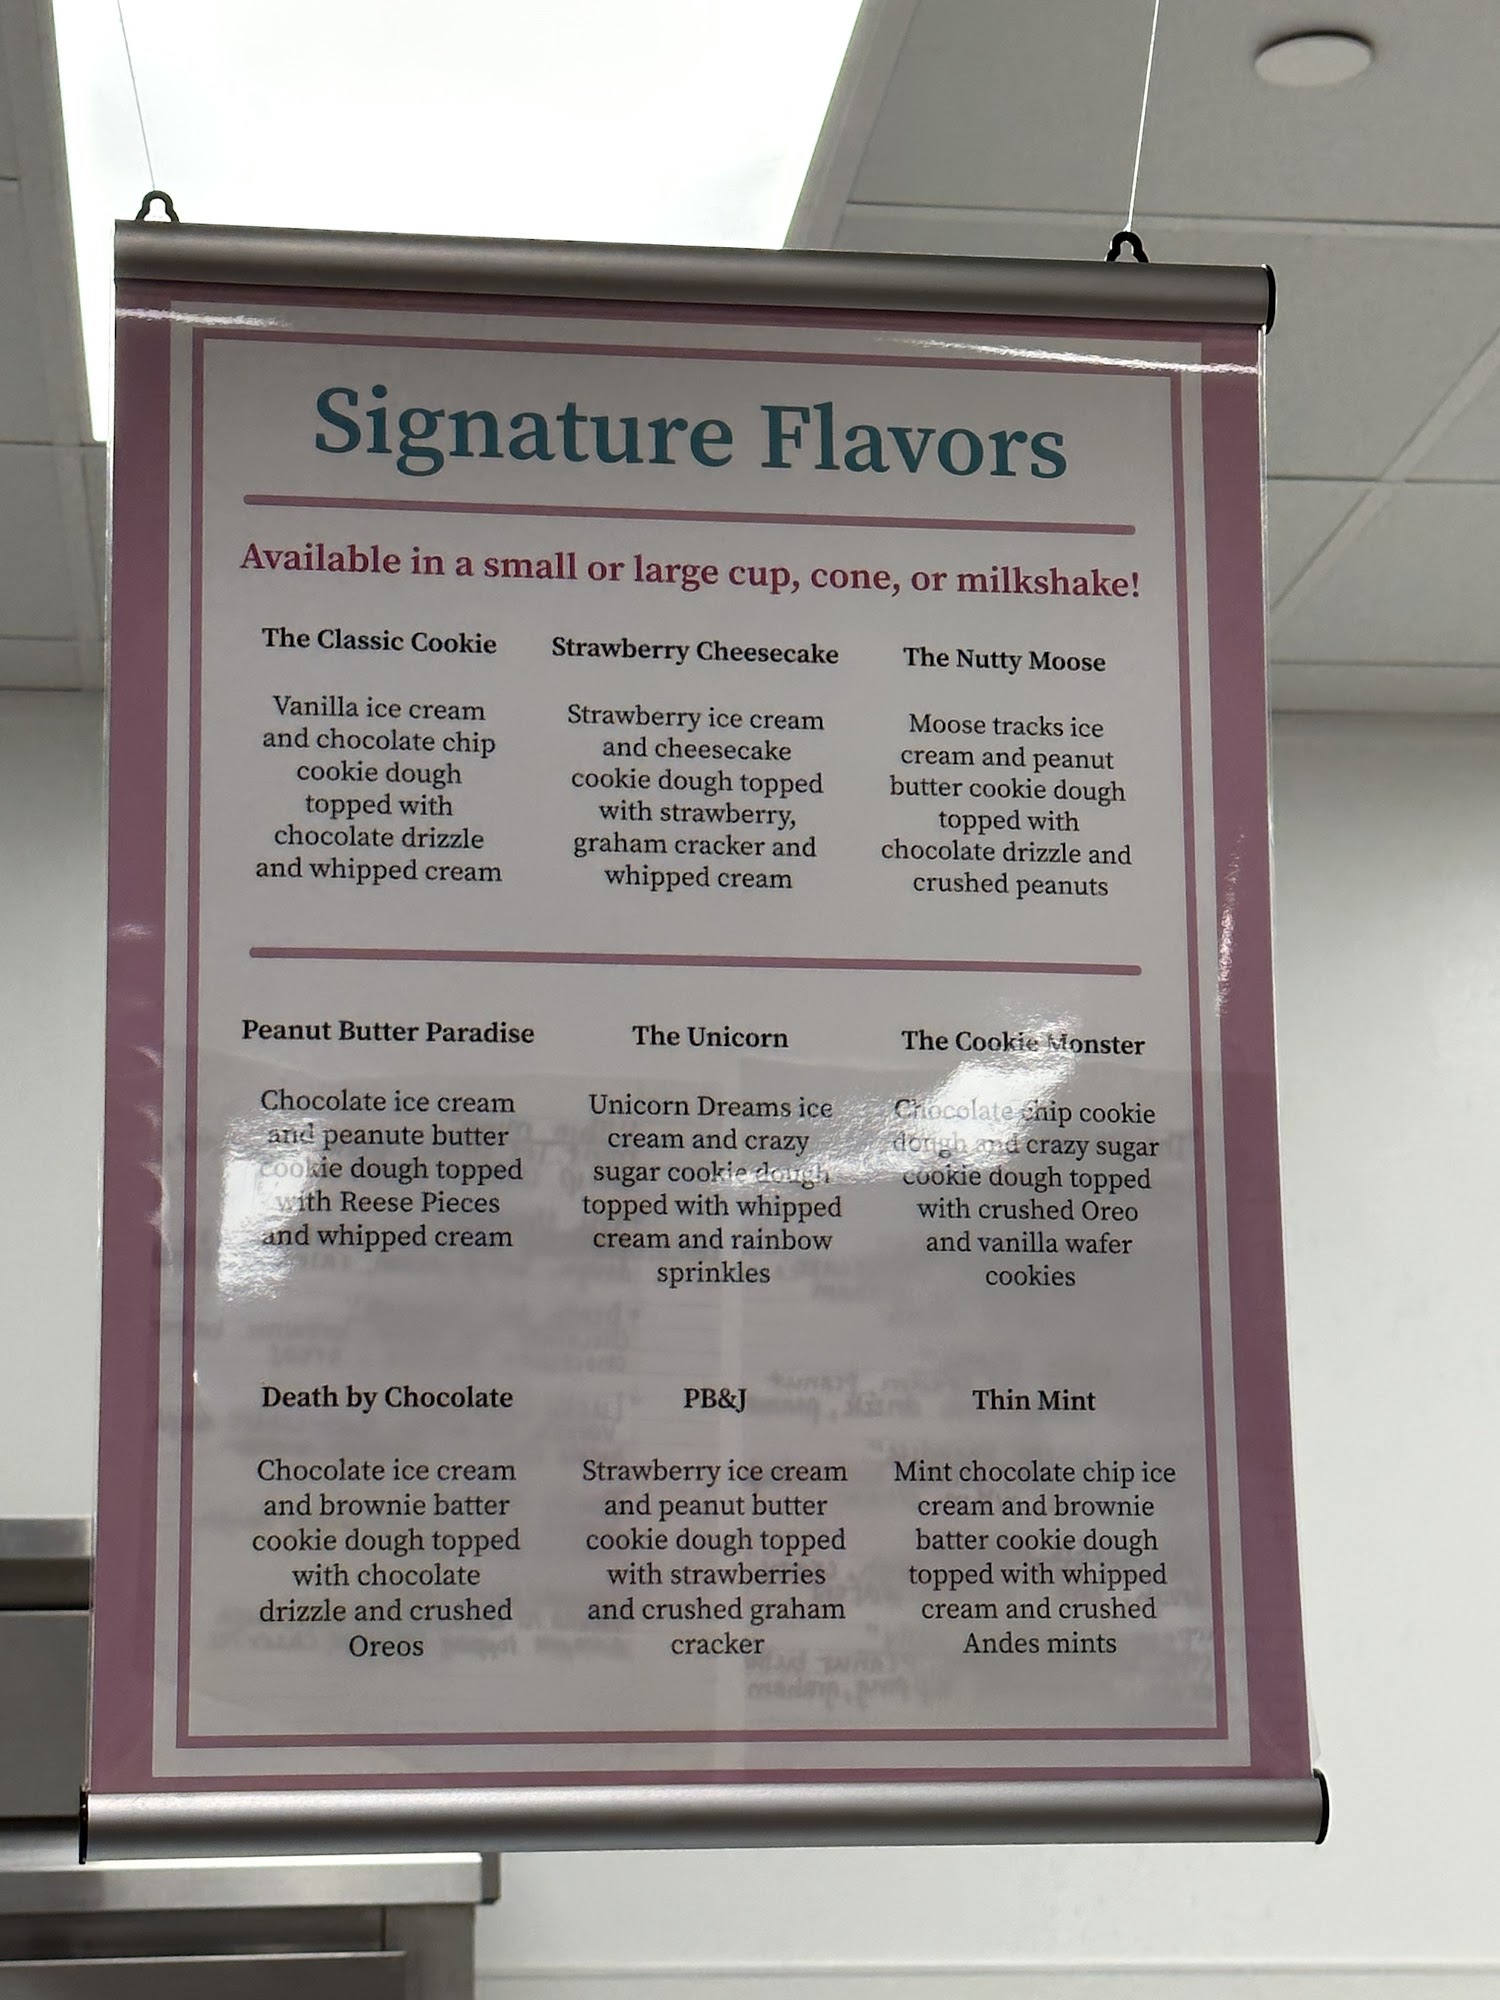 Signature Flavors
Available in a small or large cup, cone, or milkshake!
The Classic Cookie
Vanilla ice cream
and chocolate chip
cookie dough
topped with
chocolate drizzle
and whipped cream
Strawberry Cheesecake
Strawberry ice cream
and cheesecake
cookie dough topped
with strawberry,
graham cracker and
whipped cream
The Nutty Moose
Moose tracks ice
cream and peanut
butter cookie dough
topped with
chocolate drizzle and
crushed peanuts
Peanut Butter Paradise
Chocolate ice cream
and peanute butter
cookie dough topped
with Reese Pieces
and whipped cream
The Unicorn
Unicorn Dreams ice
cream and crazy
sugar cookie dough
topped with whipped
cream and rainbow
sprinkles
The Cookie Monster
Chocolate chip cookie
dough and crazy sugar
cookie dough topped
with crushed Oreo
and vanilla wafer
cookies
Death by Chocolate
Chocolate ice cream
and brownie batter
cookie dough topped
with chocolate
drizzle and crushed
Oreos
PB&J
Strawberry ice cream
and peanut butter
cookie dough topped
with strawberries
and crushed graham
cracker
Thin Mint
Mint chocolate chip ice
cream and brownie
batter cookie dough
topped with whipped
cream and crushed
Andes mints